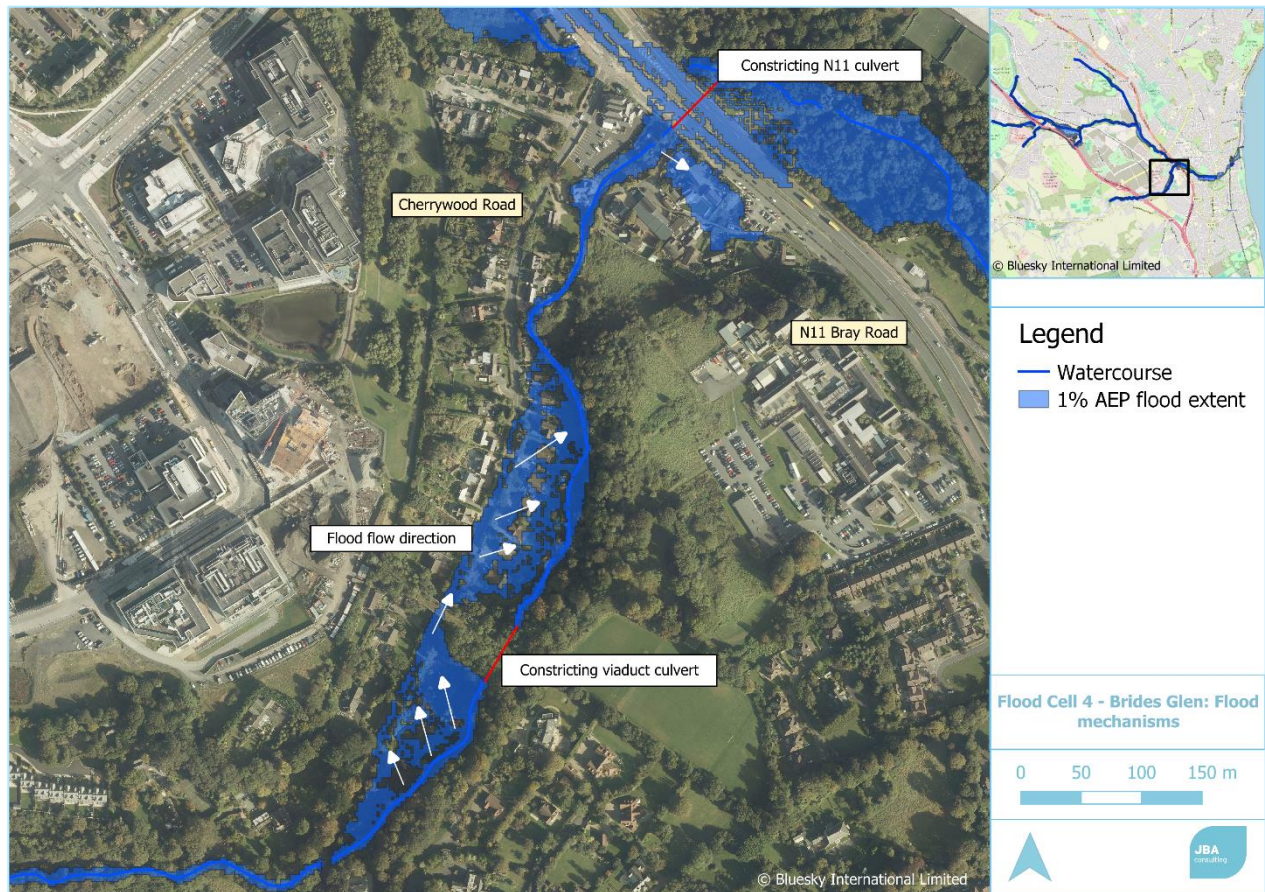 Constricting N11 culvert
Cherrywood Road
N11 Bray Road
Flood flow direction
Constricting viaduct culvert
© Bluesky International Limited
© Bluesky International Limited
Legend
Watercourse
1% AEP flood extent
Flood Cell 4 - Brides Glen: Flood
mechanisms
0 50 100 150 m
JBA
consulting